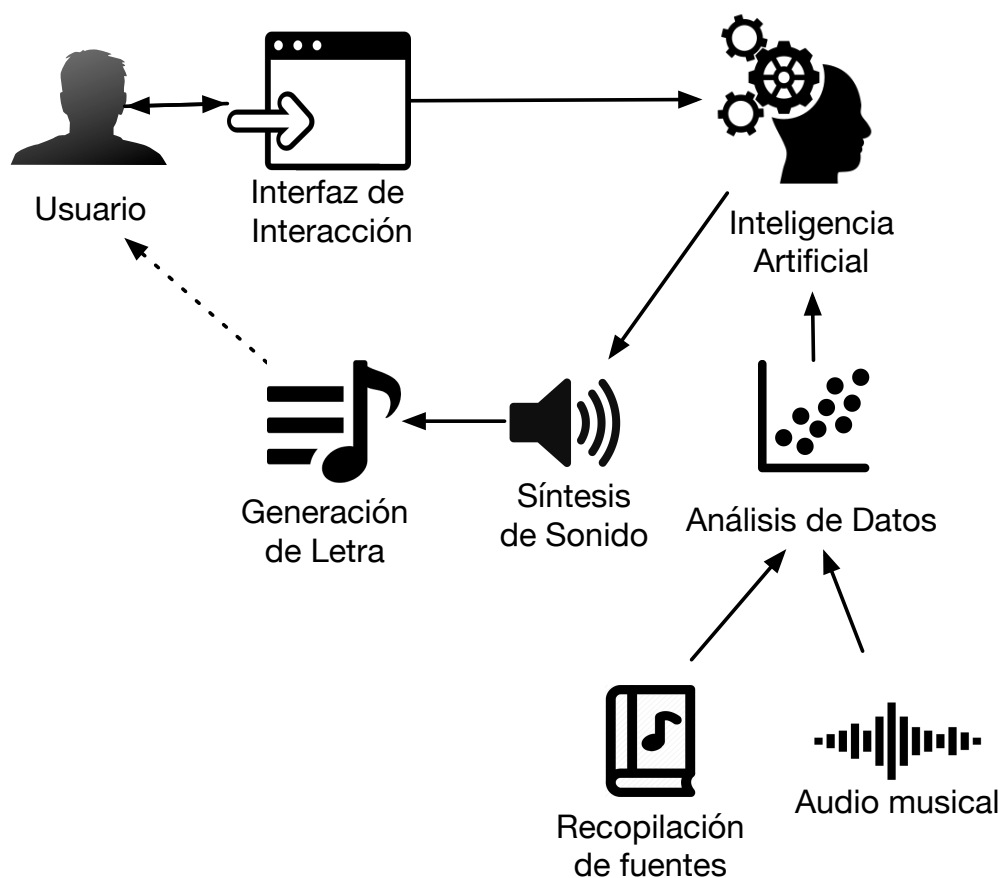 Usuario
Interfaz de
Interacción
Inteligencia
Artificial
Generación
de Letra
Síntesis
de Sonido
Análisis de Datos
Recopilación
de fuentes
Audio musical